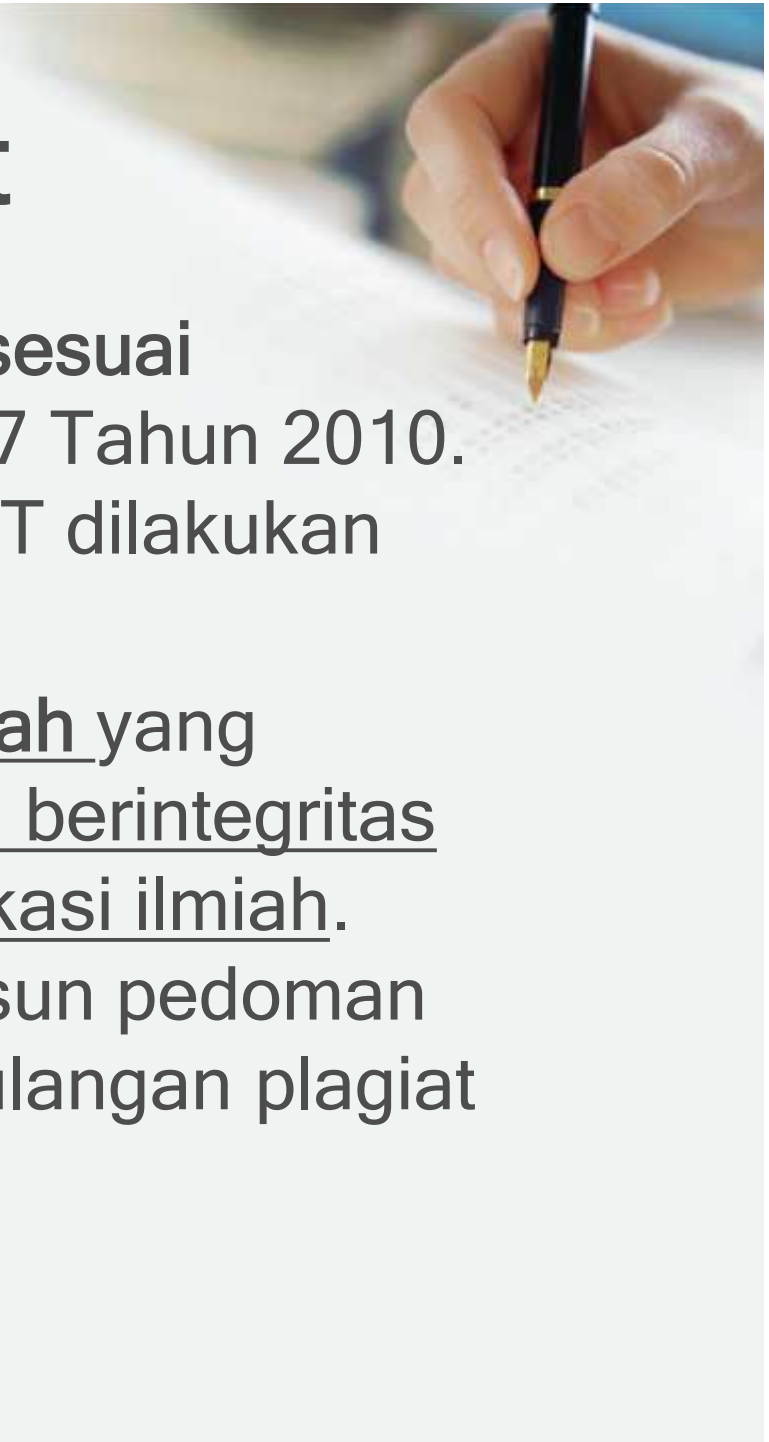 t
sesuai
7 Tahun 2010.
T dilakukan
ah yang
berintegritas
kasi ilmiah.
sun pedoman
ulangan plagiat